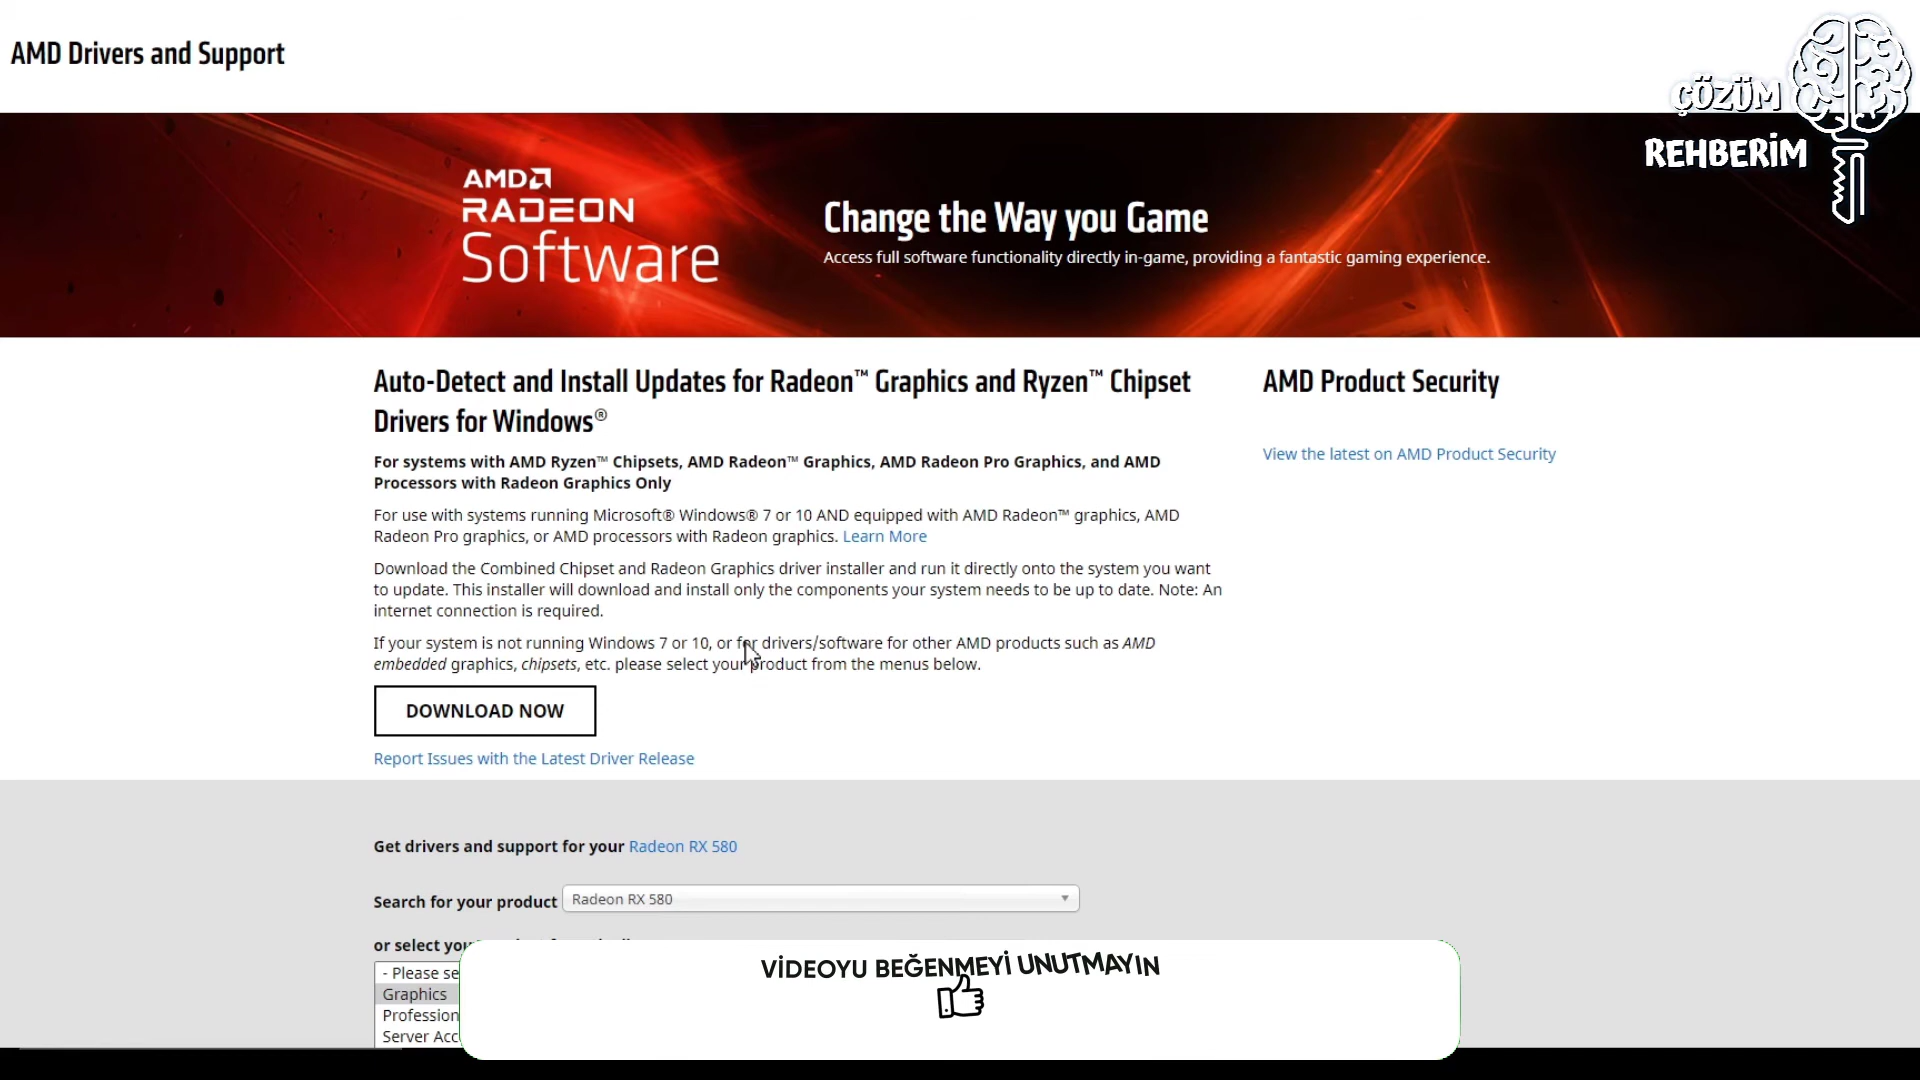 AMD Drivers and Support
ÇÖZÜM
REHBERİM
AMD
RADEON
Software
Change the Way you Game
Access full software functionality directly in-game, providing a fantastic gaming experience.
Auto-Detect and Install Updates for Radeon™ Graphics and Ryzen™ Chipset
Drivers for Windows®
For systems with AMD Ryzen™ Chipsets, AMD Radeon™ Graphics, AMD Radeon Pro Graphics, and AMD
Processors with Radeon Graphics Only
For use with systems running Microsoft® Windows® 7 or 10 AND equipped with AMD Radeon™ graphics, AMD
Radeon Pro graphics, or AMD processors with Radeon graphics. Learn More
Download the Combined Chipset and Radeon Graphics driver installer and run it directly onto the system you want
to update. This installer will download and install only the components your system needs to be up to date. Note: An
internet connection is required.
If your system is not running Windows 7 or 10, or for drivers/software for other AMD products such as AMD
embedded graphics, chipsets, etc. please select your product from the menus below.
DOWNLOAD NOW
Report Issues with the Latest Driver Release
AMD Product Security
View the latest on AMD Product Security
Get drivers and support for your Radeon RX 580
Search for your product Radeon RX 580
or select
- Please
Graphics
Server
VİDEOYU BEĞENMEYİ UNUTMAYIN